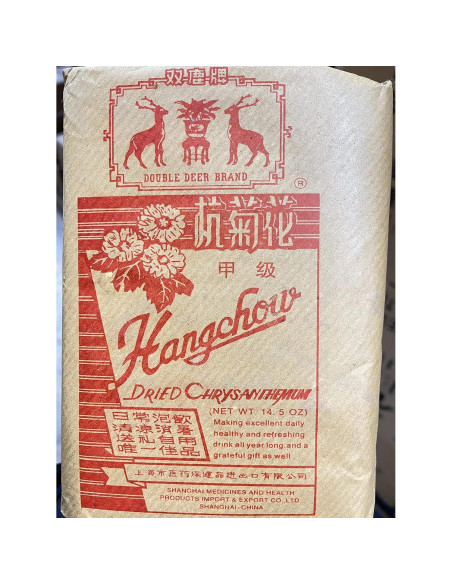 双鹿牌
DOUBLE DEER BRAND
®
杭菊花
甲级
Hangchow
DRIED CHRYSANTHEMUM
(NET WT. 14.5 OZ)
日常泡飲
清凉消暑
送礼自用
唯一佳品
Making excellent daily
healthy and refreshing
drink all year long.and a
grateful gift as well
上海市医药保健品进出口有限公司
SHANGHAI MEDICINES AND HEALTH
PRODUCTS IMPORT & EXPORT CO.,LTD
SHANGHAI·CHINA